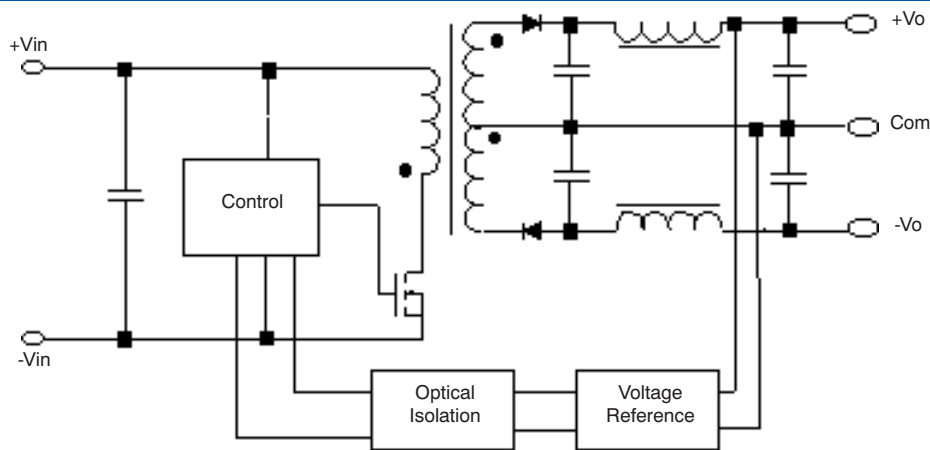 +Vo
+Vin
Com
Control
-Vo
-Vin
Optical
Isolation
Voltage
Reference